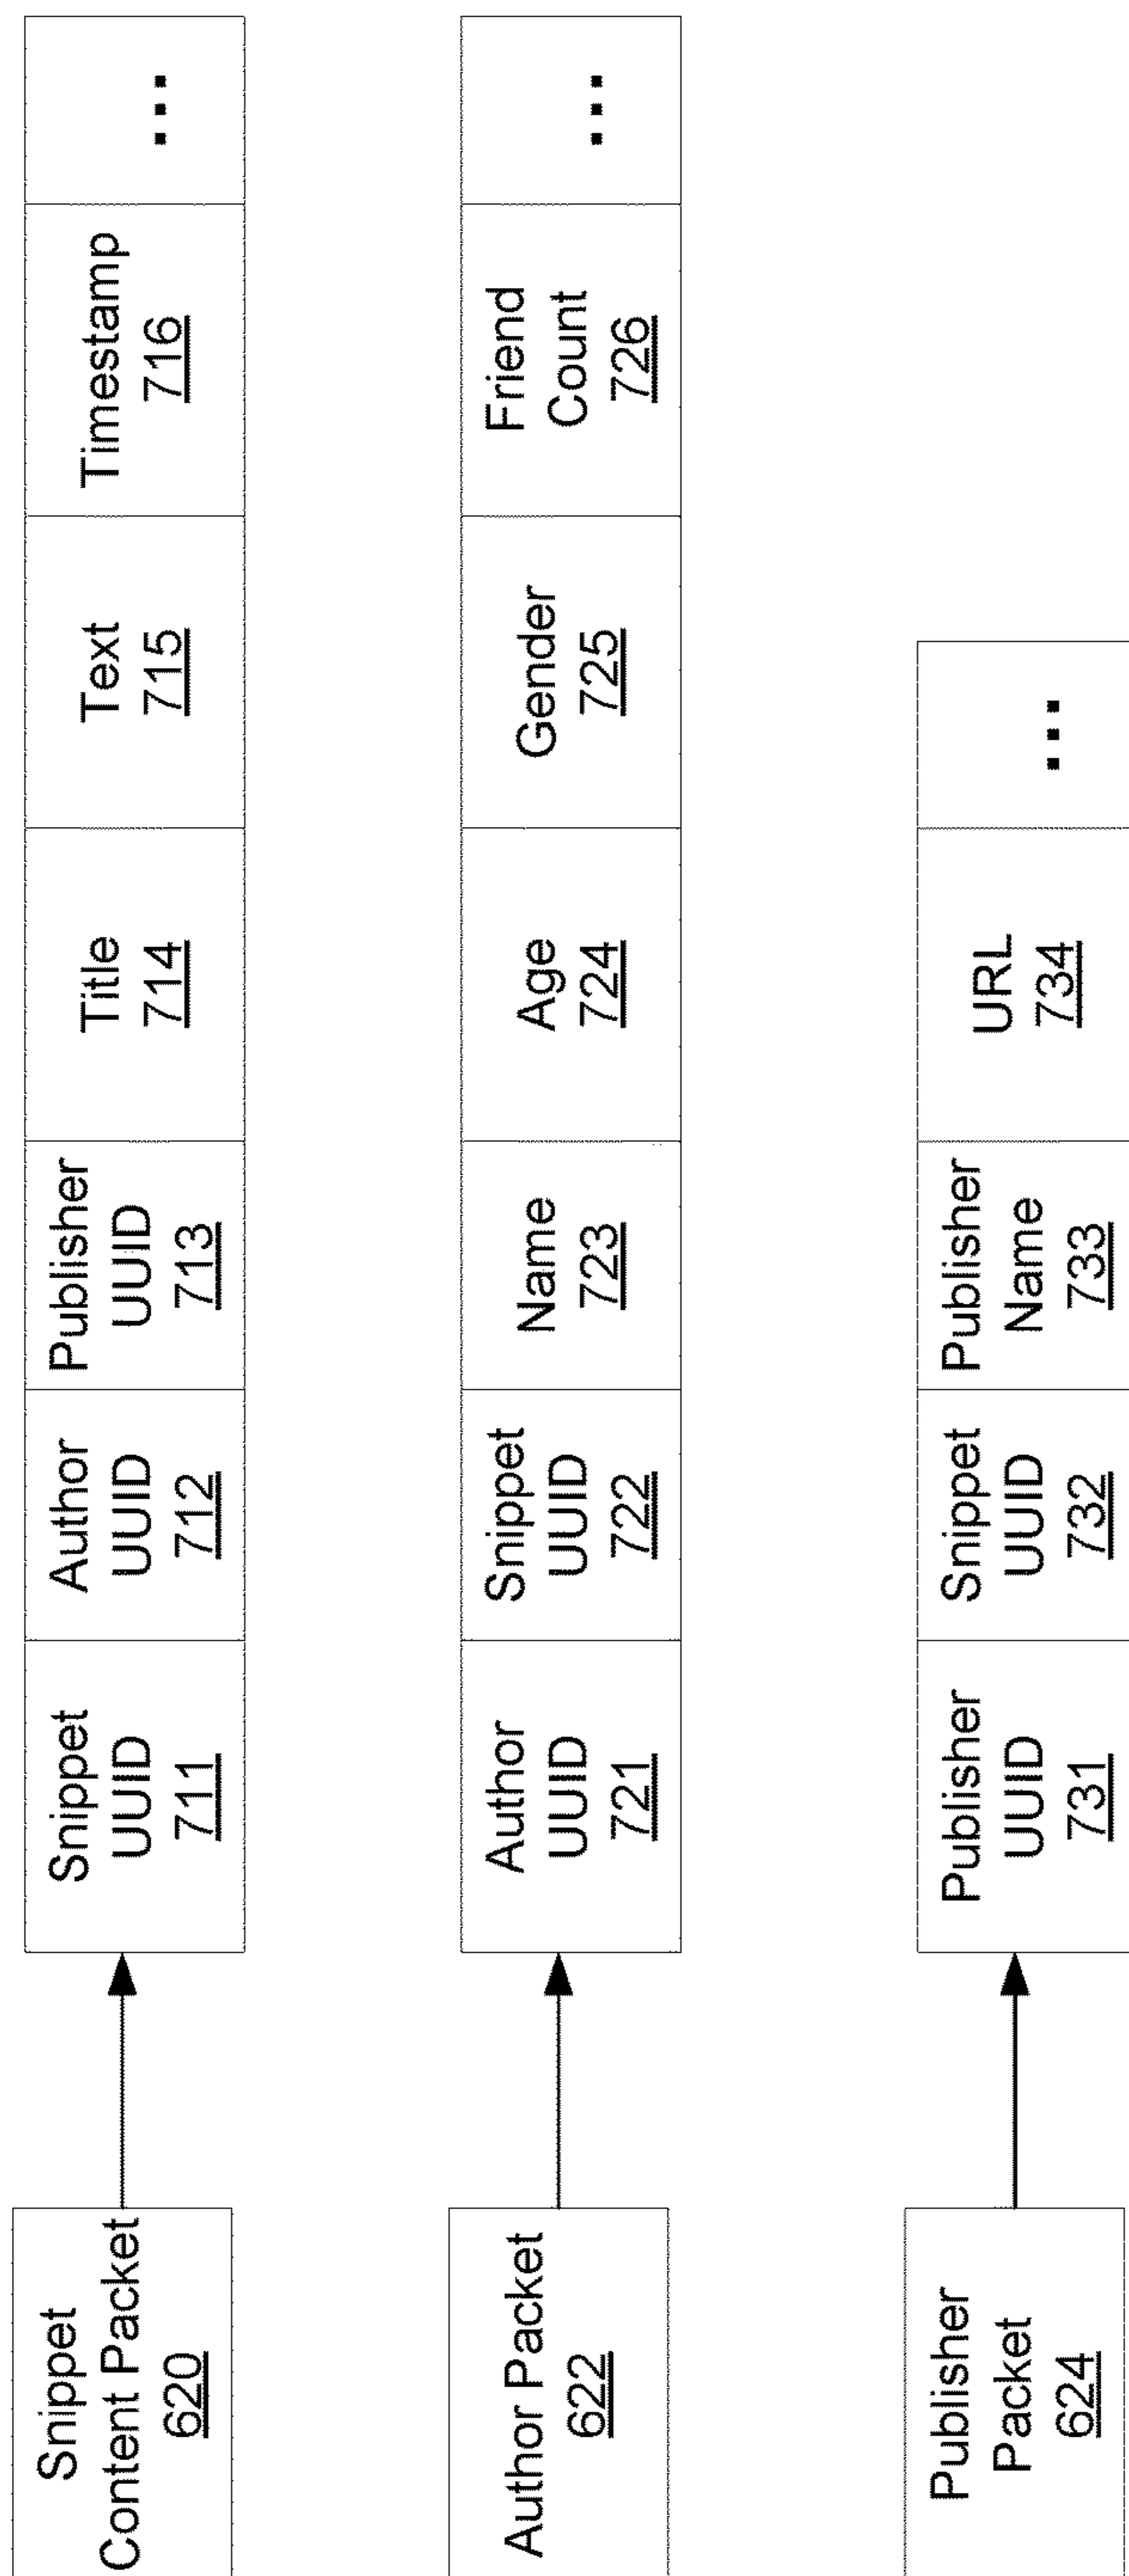 Snippet
Content Packet
620
Snippet
UUID
711
Author
UUID
712
Publisher
UUID
713
Title
714
Text
715
Timestamp
716
...
Author Packet
622
Author
UUID
721
Snippet
UUID
722
Name
723
Age
724
Gender
725
Friend
Count
726
...
Publisher
Packet
624
Publisher
UUID
731
Snippet
UUID
732
Publisher
Name
733
URL
734
...